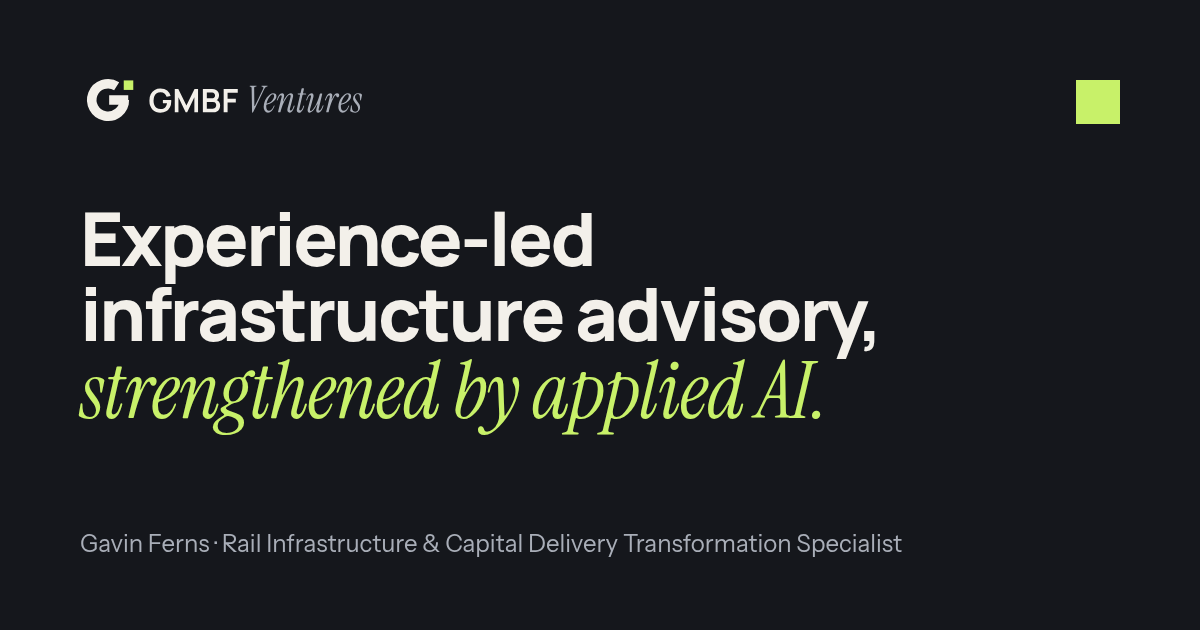 GMBF Ventures
Experience-led
infrastructure advisory,
strengthened by applied AI.
Gavin Ferns · Rail Infrastructure & Capital Delivery Transformation Specialist